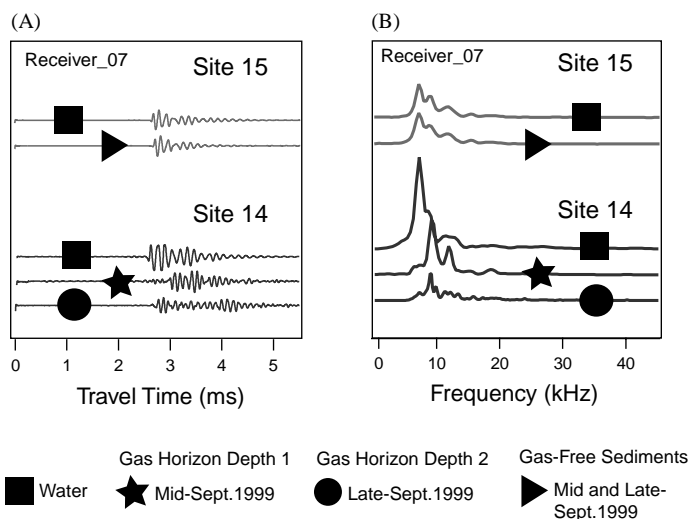 (A)
Receiver_07
Site 15
Site 14
0 1 2 3 4 5
Travel Time (ms)
(B)
Receiver_07
Site 15
Site 14
0 10 20 30 40
Frequency (kHz)
Water
Gas Horizon Depth 1
Mid-Sept.1999
Gas Horizon Depth 2
Late-Sept.1999
Gas-Free Sediments
Mid and Late-
Sept.1999